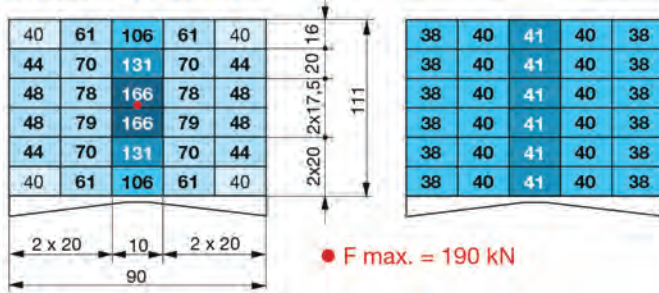 40 61 106 61 40 16 38 40 41 40 38
44 70 131 70 44 20 38 40 41 40 38
48 78 166 78 48 2x17,5 111 38 40 41 40 38
48 79 166 79 48 38 40 41 40 38
44 70 131 70 44 2x20 38 40 41 40 38
40 61 106 61 40 38 40 41 40 38
2 x 20 10 2 x 20
F max. = 190 kN
90